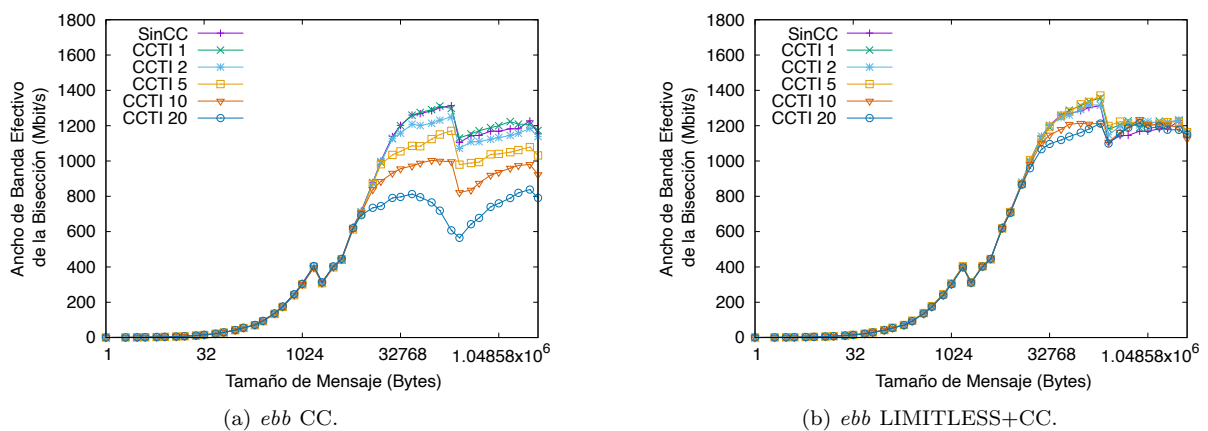 1800
1600
1400
1200
1000
800
600
400
200
0
SinCC
CCTI 1
CCTI 2
CCTI 5
CCTI 10
CCTI 20
Ancho de Banda Efectivo
de la Bisección (Mbit/s)
1 32 1024 32768 1.04858x10⁶
Tamaño de Mensaje (Bytes)
(a) ebb CC.
1800
1600
1400
1200
1000
800
600
400
200
0
SinCC
CCTI 1
CCTI 2
CCTI 5
CCTI 10
CCTI 20
Ancho de Banda Efectivo
de la Bisección (Mbit/s)
1 32 1024 32768 1.04858x10⁶
Tamaño de Mensaje (Bytes)
(b) ebb LIMITLESS+CC.